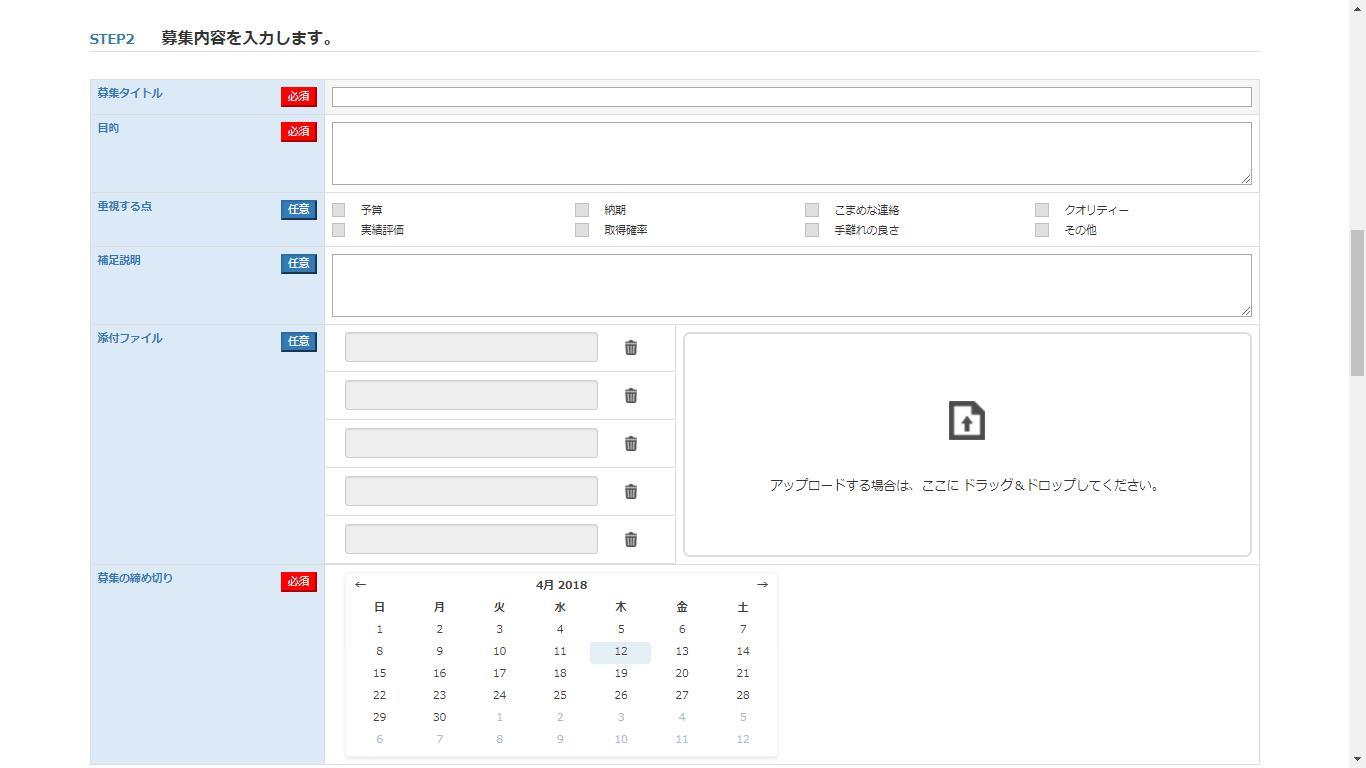 STEP2 募集内容を入力します。
募集タイトル 必須
目的 必須
重視する点 任意 予算 納期 こまめな連絡 クオリティー
実績評価 取得確率 手離れの良さ その他
補足説明 任意
添付ファイル 任意
アップロードする場合は、ここに ドラッグ＆ドロップしてください。
募集の締め切り 必須
← 4月 2018 →
日 月 火 水 木 金 土
1 2 3 4 5 6 7
8 9 10 11 12 13 14
15 16 17 18 19 20 21
22 23 24 25 26 27 28
29 30 1 2 3 4 5
6 7 8 9 10 11 12